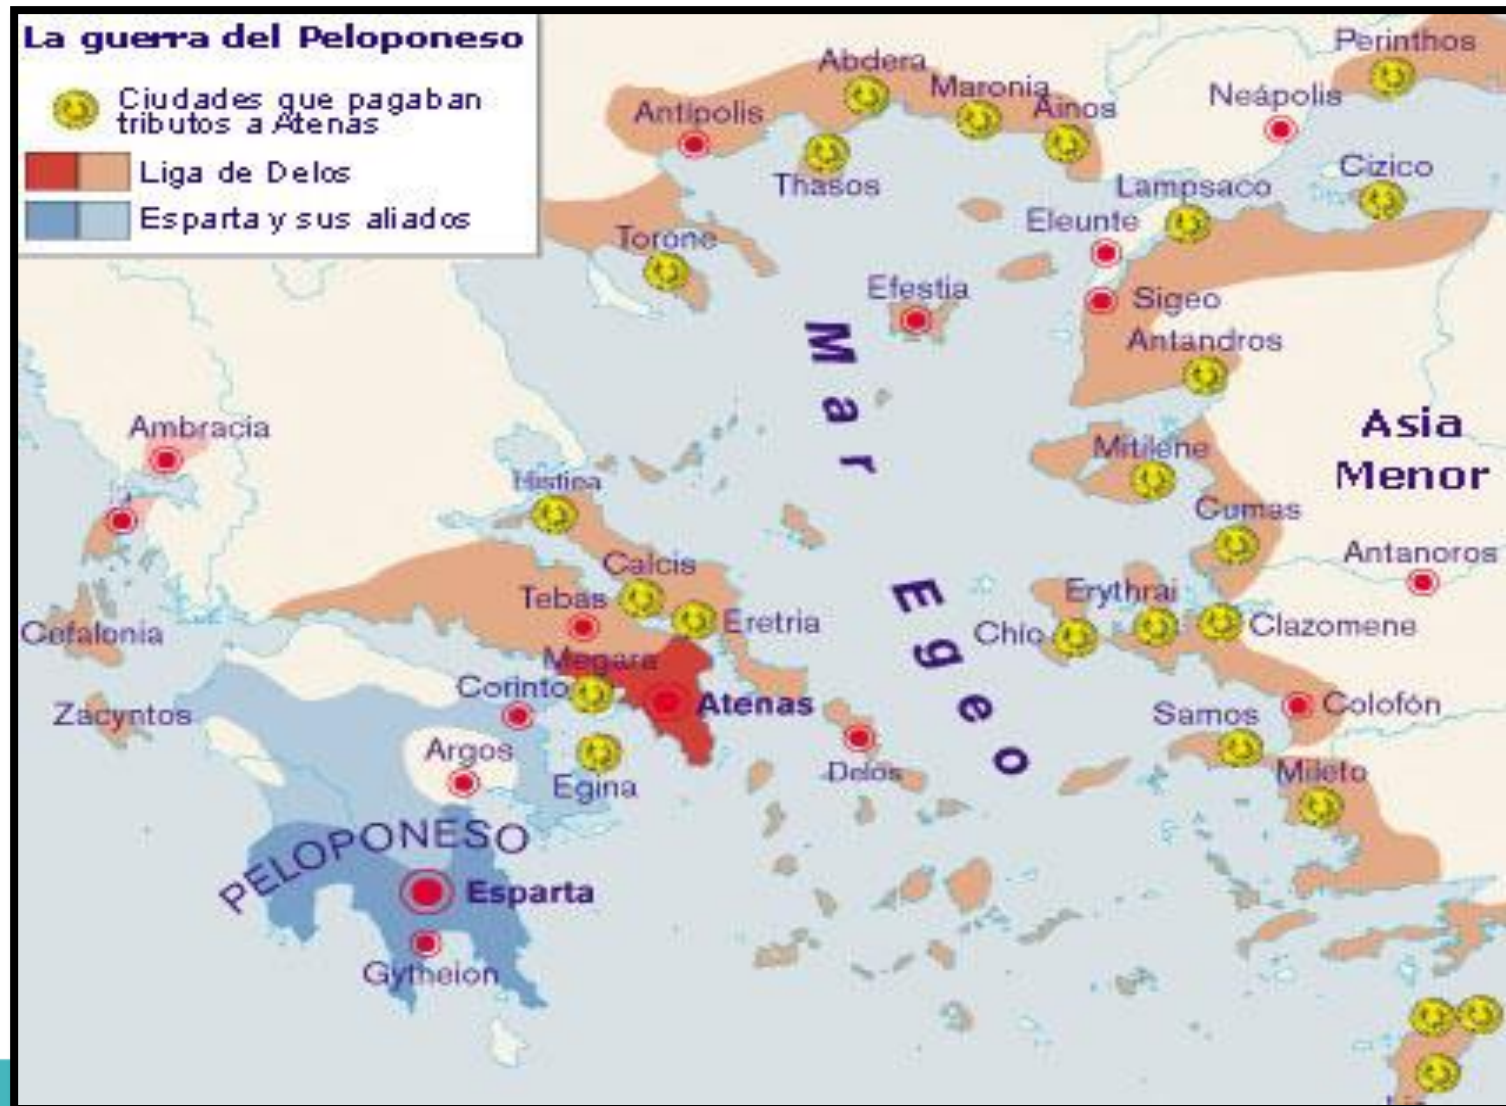 La guerra del Peloponeso
Ciudades que pagaban
tributos a Atenas
Liga de Delos
Esparta y sus aliados
Perinthos
Abdera
Maronia
Neápolis
Antípolis
Ainos
Thasos
Lampsaco
Cizico
Eleunte
Torone
Efestia
Sigeo
Antandros
Mar
Egeo
Asia
Menor
Ambracia
Mitilene
Histiea
Cumas
Antanoros
Calcis
Tebas
Eretria
Erythrai
Chío
Clazomene
Cefalonia
Megara
Corinto
Atenas
Zacyntos
Samos
Colofón
Argos
Egina
Delos
Mileto
PELOPONESO
Esparta
Gytheion